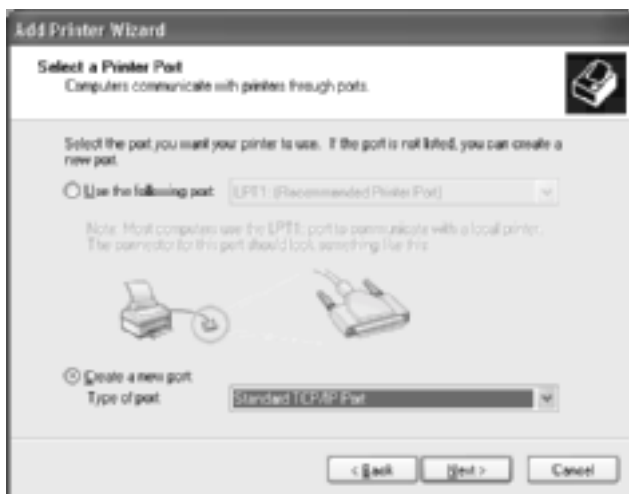 Add Printer Wizard
Select a Printer Port
Computers communicate with printers through ports.
Select the port you want your printer to use. If the port is not listed, you can create a
new port.
Use the following port:
LPT1: (Recommended Printer Port)
Note: Most computers use the LPT1: port to communicate with a local printer.
The connector for this port should look something like this:
Create a new port:
Type of port:
Standard TCP/IP Port
< Back
Next >
Cancel